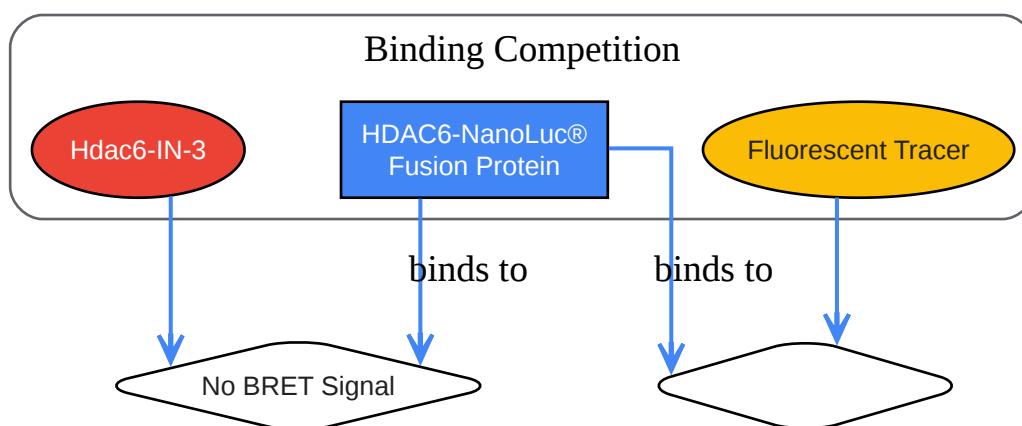 Binding Competition
Hdac6-IN-3
HDAC6-NanoLuc®
Fusion Protein
Fluorescent Tracer
binds to
binds to
No BRET Signal